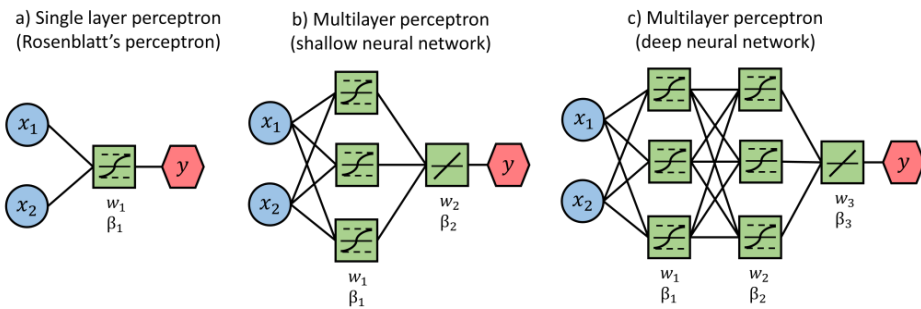 a) Single layer perceptron
(Rosenblatt's perceptron)
x₁
x₂
y
w₁
β₁
b) Multilayer perceptron
(shallow neural network)
x₁
x₂
w₁
β₁
w₂
β₂
y
c) Multilayer perceptron
(deep neural network)
x₁
x₂
w₁
β₁
w₂
β₂
w₃
β₃
y